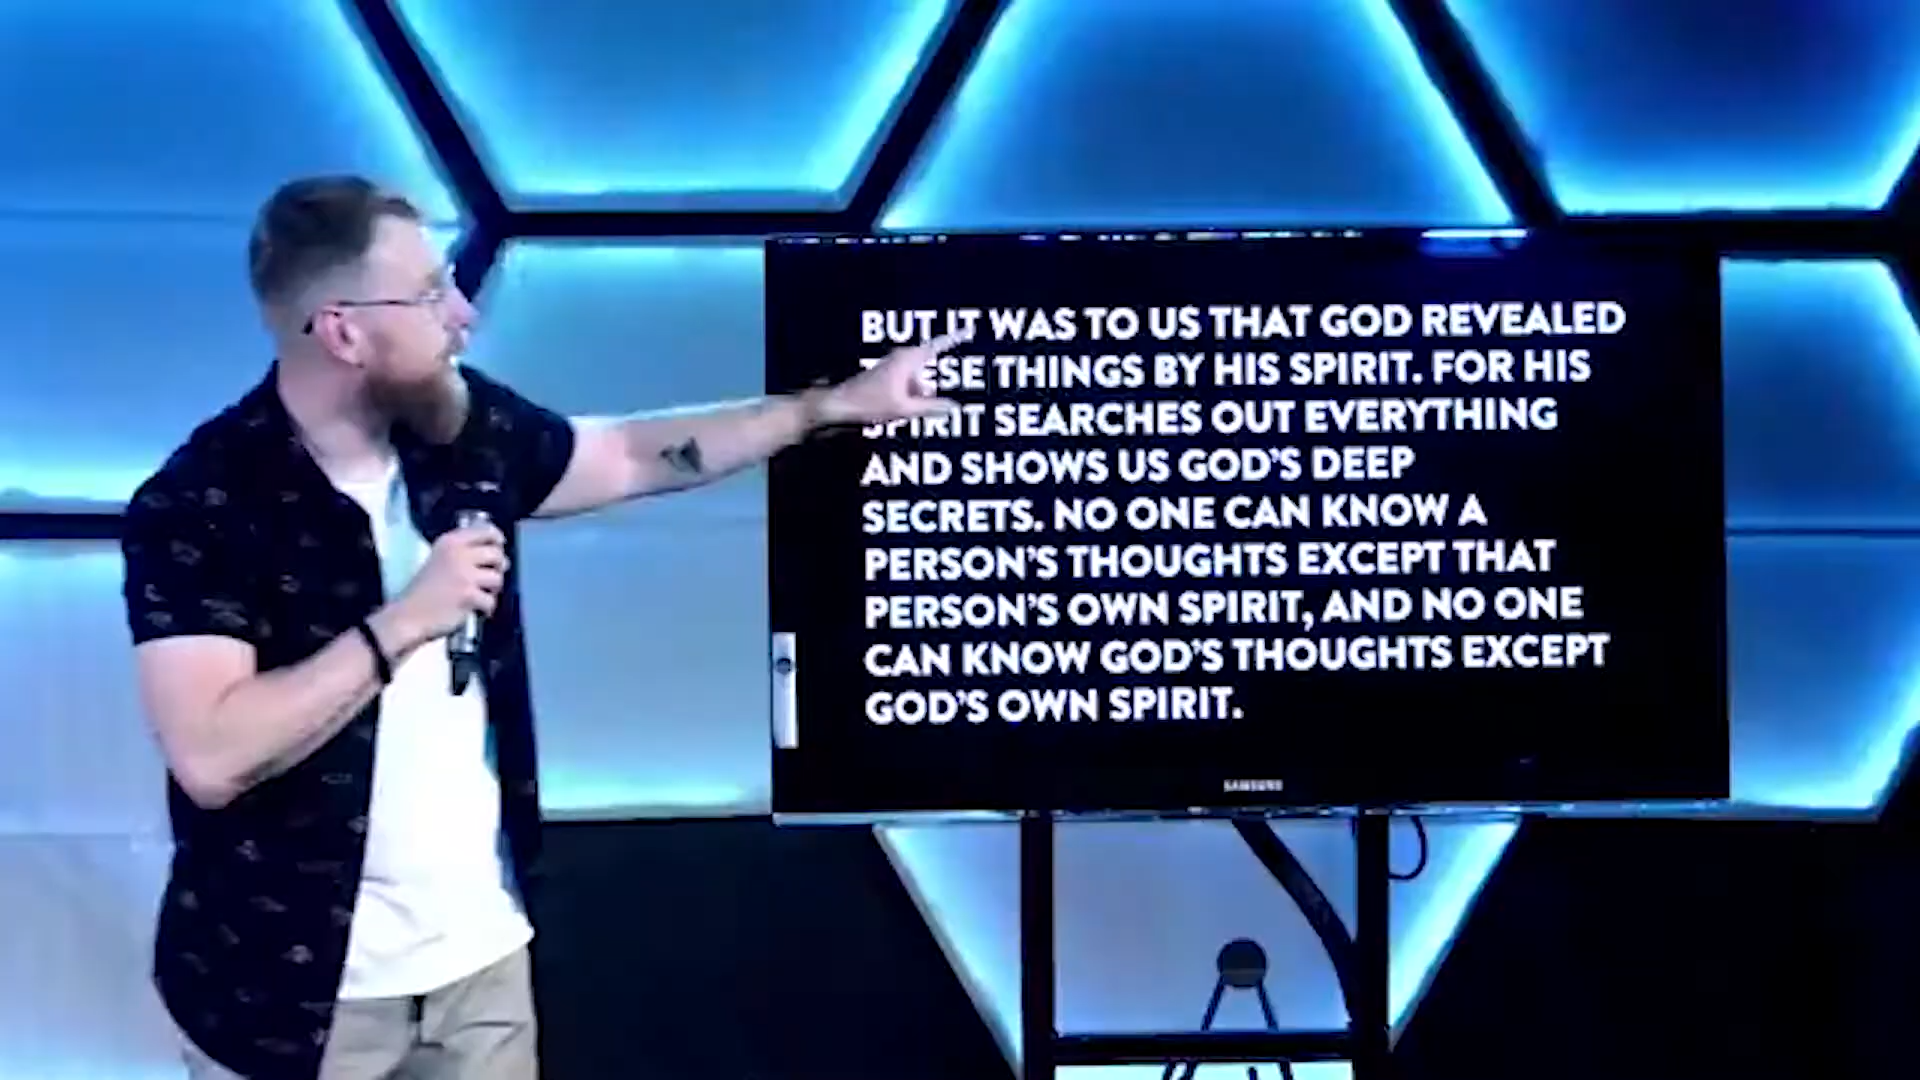 BUT IT WAS TO US THAT GOD REVEALED
THESE THINGS BY HIS SPIRIT. FOR HIS
SPIRIT SEARCHES OUT EVERYTHING
AND SHOWS US GOD'S DEEP
SECRETS. NO ONE CAN KNOW A
PERSON'S THOUGHTS EXCEPT THAT
PERSON'S OWN SPIRIT, AND NO ONE
CAN KNOW GOD'S THOUGHTS EXCEPT
GOD'S OWN SPIRIT.
SAMSUNG